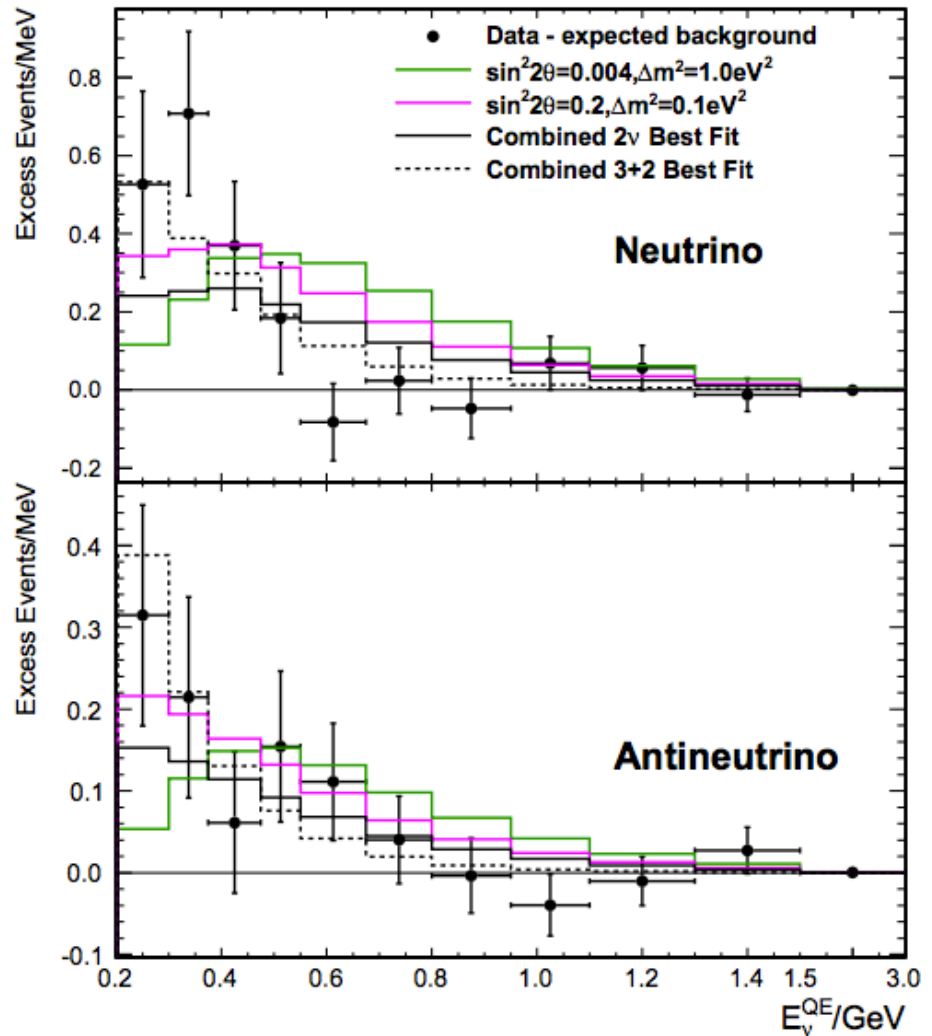 Excess Events/MeV
0.8
0.6
0.4
0.2
0.0
-0.2
Data - expected background
sin²2θ=0.004,Δm²=1.0eV²
sin²2θ=0.2,Δm²=0.1eV²
Combined 2ν Best Fit
Combined 3+2 Best Fit
Neutrino
Excess Events/MeV
0.4
0.3
0.2
0.1
0.0
-0.1
Antineutrino
0.2 0.4 0.6 0.8 1.0 1.2 1.4 1.5 3.0
E_ν^QE/GeV